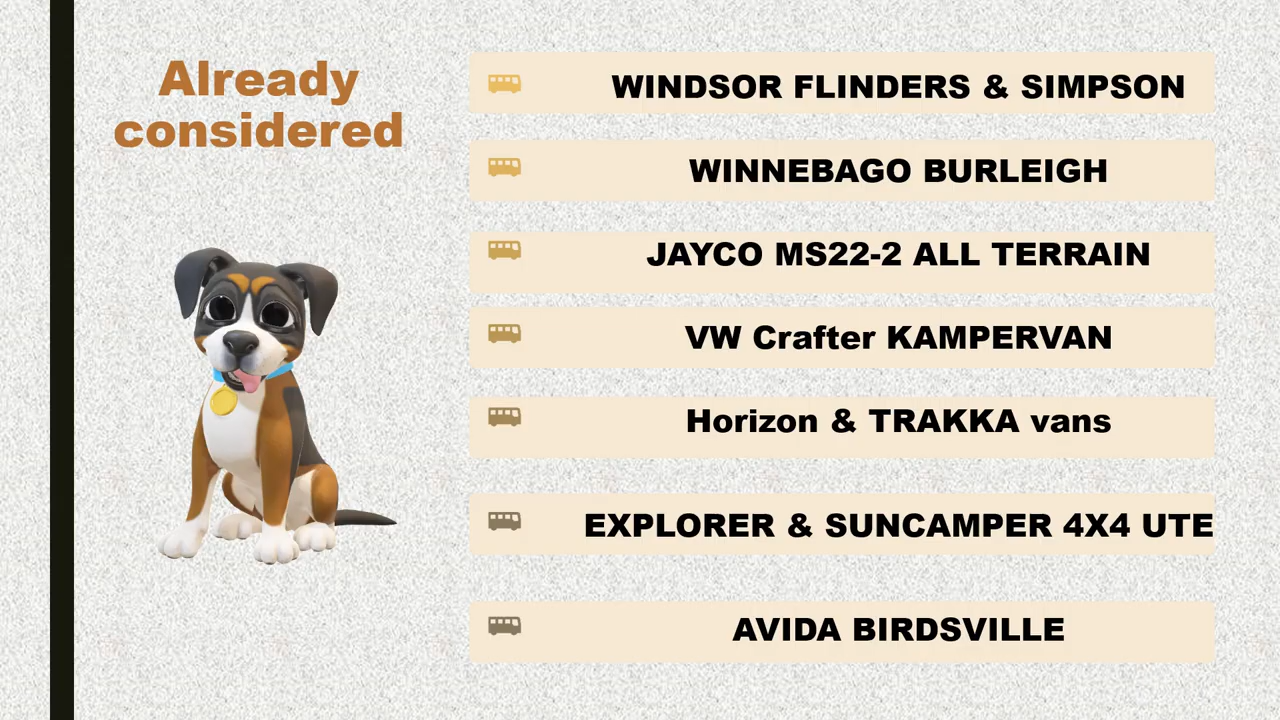 Already
considered
WINDSOR FLINDERS & SIMPSON
WINNEBAGO BURLEIGH
JAYCO MS22-2 ALL TERRAIN
VW Crafter KAMPERVAN
Horizon & TRAKKA vans
EXPLORER & SUNCAMPER 4X4 UTE
AVIDA BIRDSVILLE